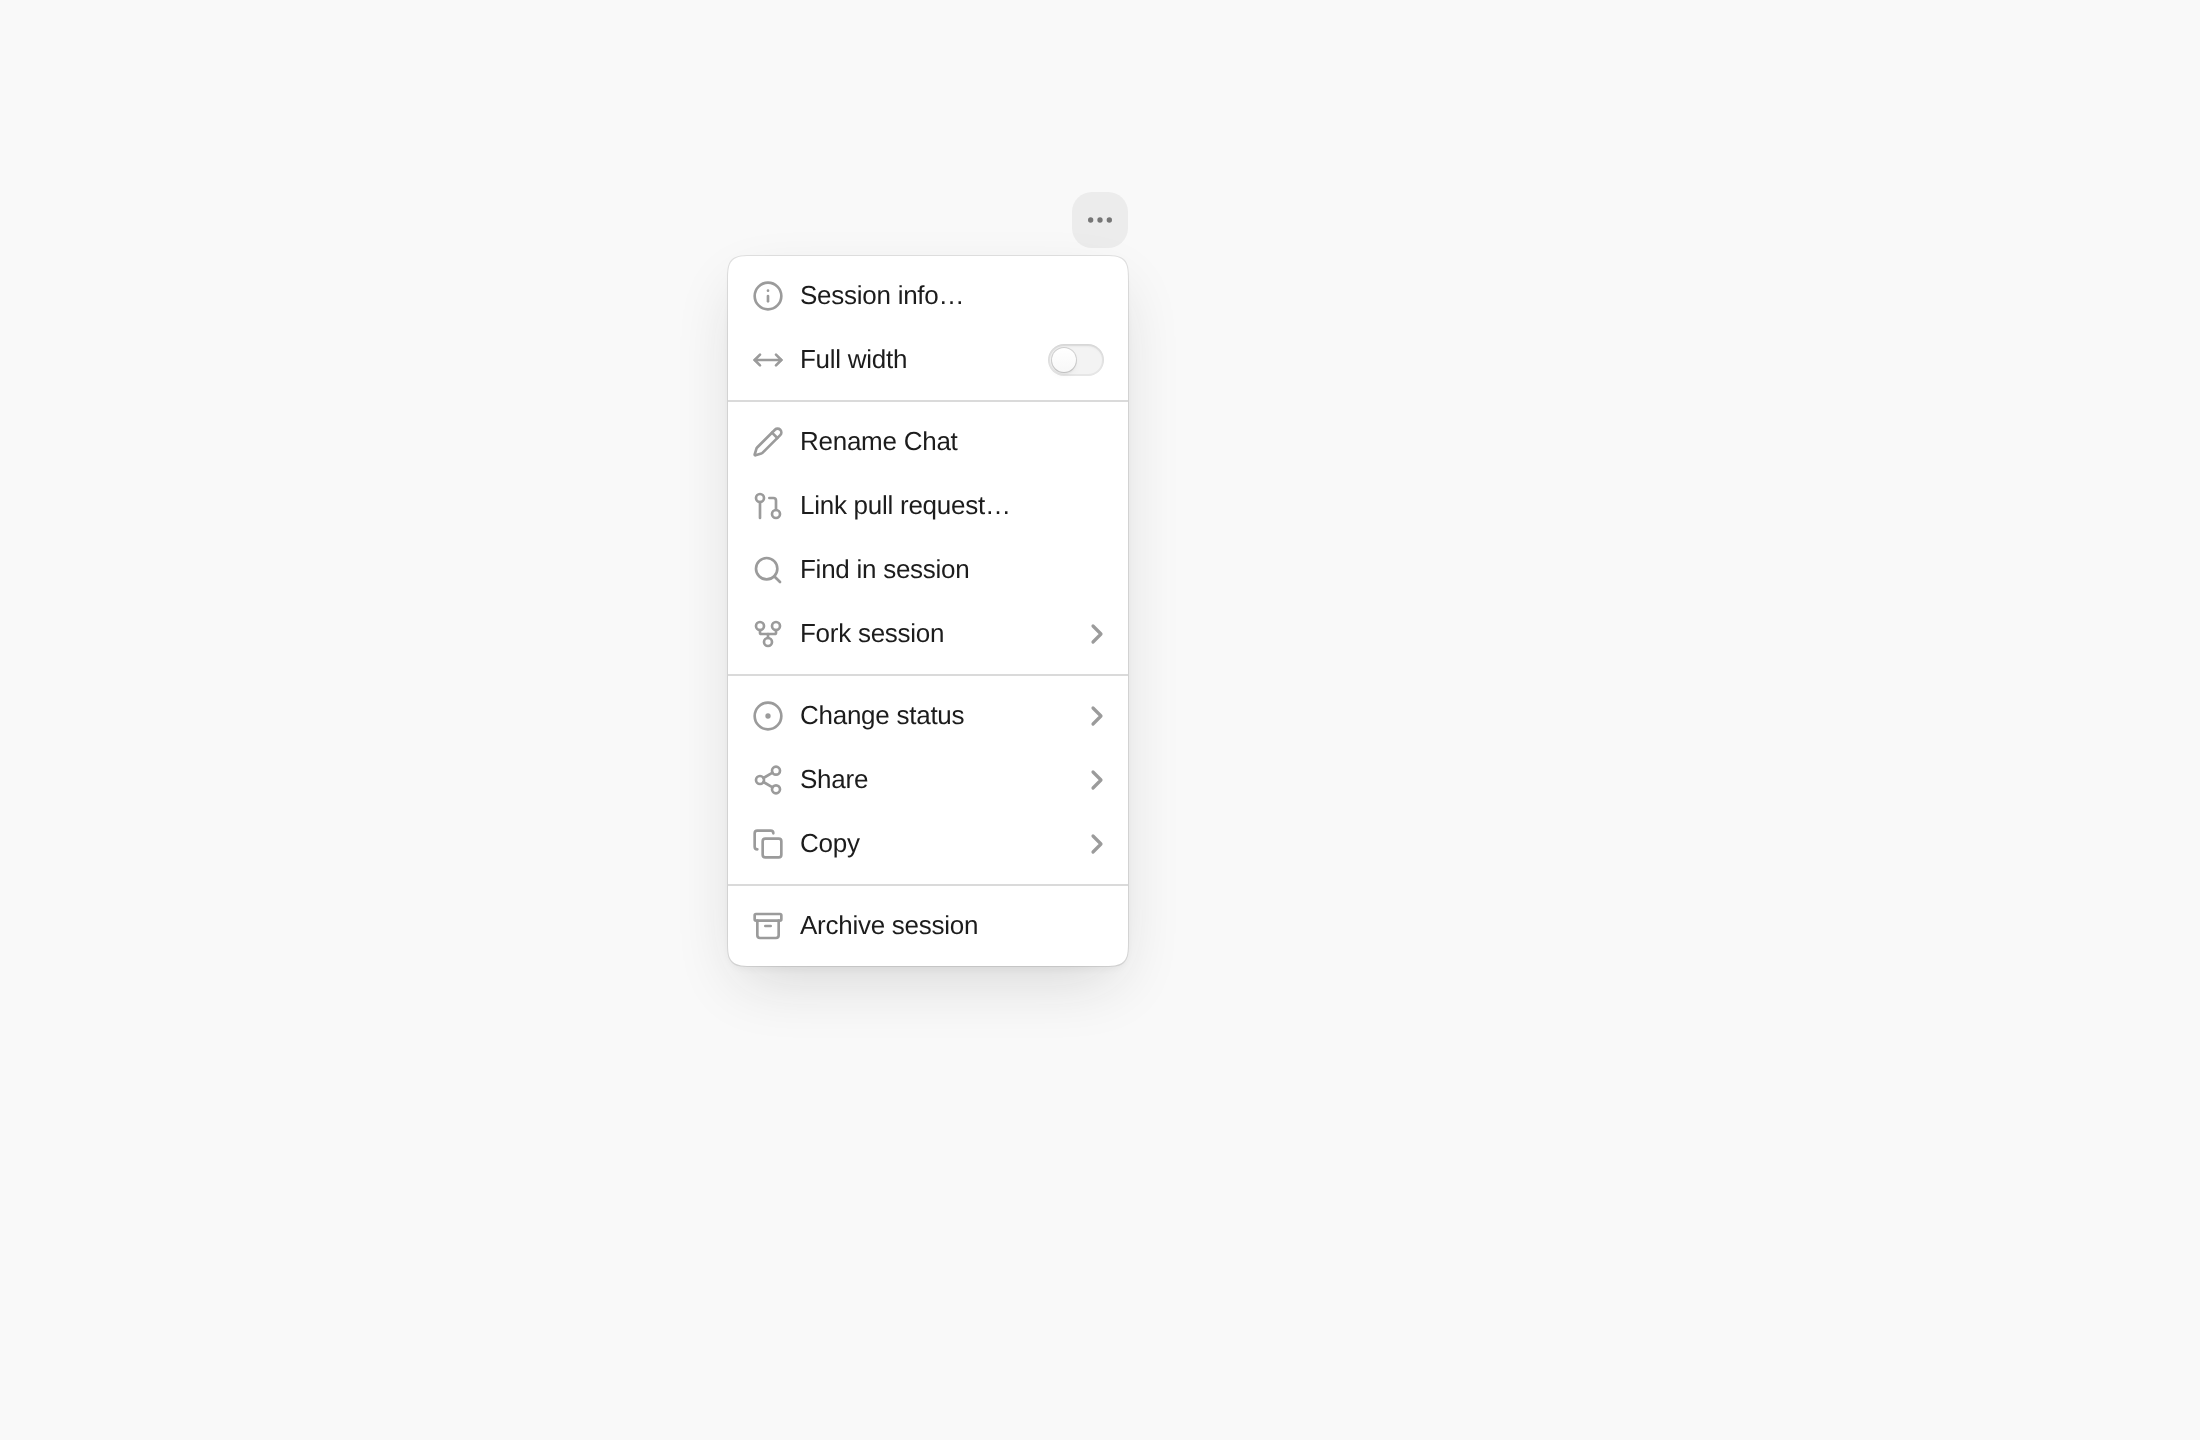 Session info…
Full width
Rename Chat
Link pull request…
Find in session
Fork session
Change status
Share
Copy
Archive session